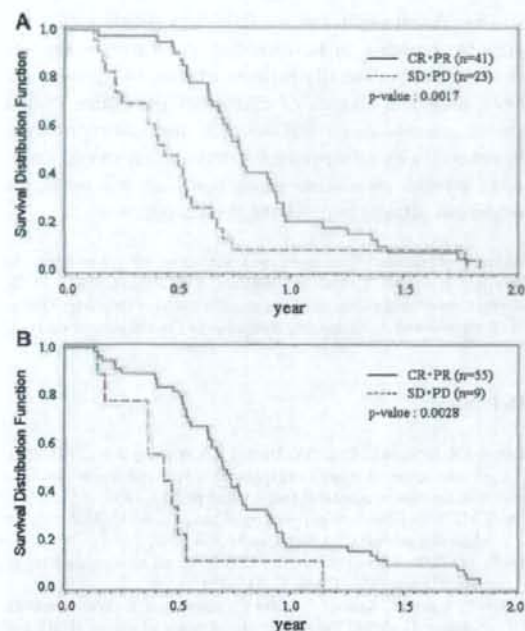 A
Survival Distribution Function
1.0
0.8
0.6
0.4
0.2
0.0
CR+PR (n=41)
SD+PD (n=23)
p-value : 0.0017
0.0 0.5 1.0 1.5 2.0
year
B
Survival Distribution Function
1.0
0.8
0.6
0.4
0.2
0.0
CR+PR (n=55)
SD+PD (n=9)
p-value : 0.0028
0.0 0.5 1.0 1.5 2.0
year